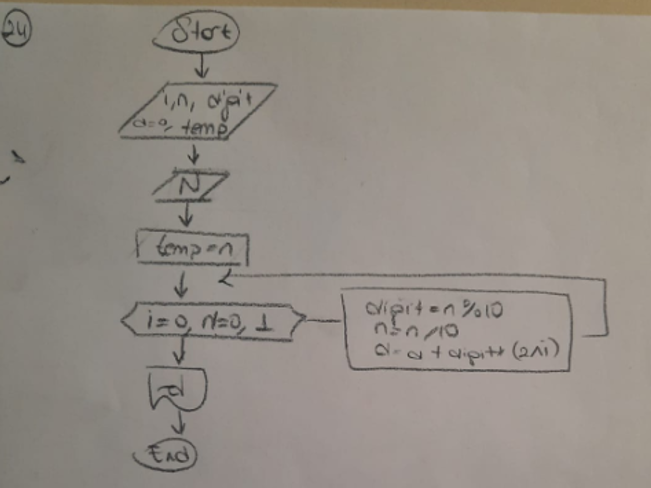 24
Start
i, n, digit
d=0, temp
N
temp=n
i=0, n!=0, 1
digit=n%10
n=n/10
d=d+digit*(2^i)
d
End